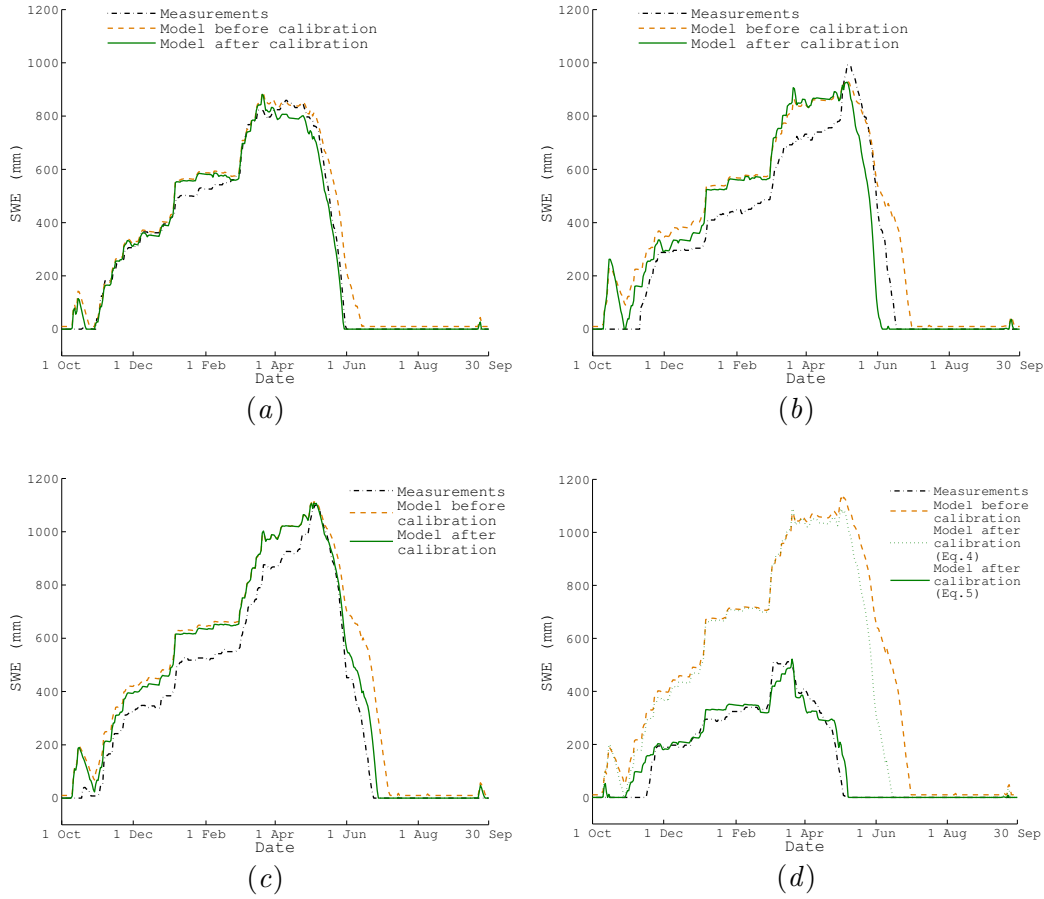 1200
1000
800
600
400
200
0
SWE (mm)
Measurements
Model before calibration
Model after calibration
1 Oct 1 Dec 1 Feb 1 Apr 1 Jun 1 Aug 30 Sep
Date
(a)
1200
1000
800
600
400
200
0
SWE (mm)
Measurements
Model before calibration
Model after calibration
1 Oct 1 Dec 1 Feb 1 Apr 1 Jun 1 Aug 30 Sep
Date
(b)
1200
1000
800
600
400
200
0
SWE (mm)
Measurements
Model before
calibration
Model after
calibration
1 Oct 1 Dec 1 Feb 1 Apr 1 Jun 1 Aug 30 Sep
Date
(c)
1200
1000
800
600
400
200
0
SWE (mm)
Measurements
Model before
calibration
Model after
calibration
(Eq.4)
Model after
calibration
(Eq.5)
1 Oct 1 Dec 1 Feb 1 Apr 1 Jun 1 Aug 30 Sep
Date
(d)